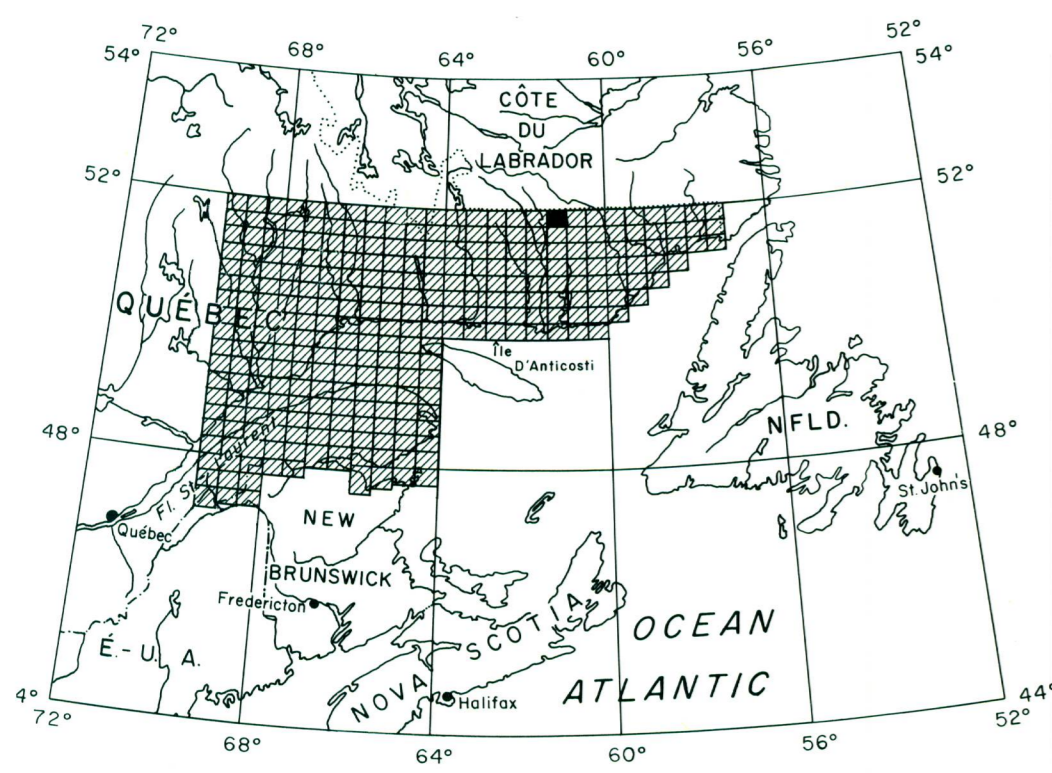 72°
68°
64°
60°
56°
52°
54°
54°
CÔTE
DU
LABRADOR
52°
52°
QUÉBEC
Île
D'Anticosti
NFLD.
48°
48°
St. John's
Fl. St. Laurent
Québec
NEW
BRUNSWICK
Fredericton
É.-U.A.
NOVA SCOTIA
Halifax
OCEAN
ATLANTIC
4°
72°
68°
64°
60°
56°
52°
44°